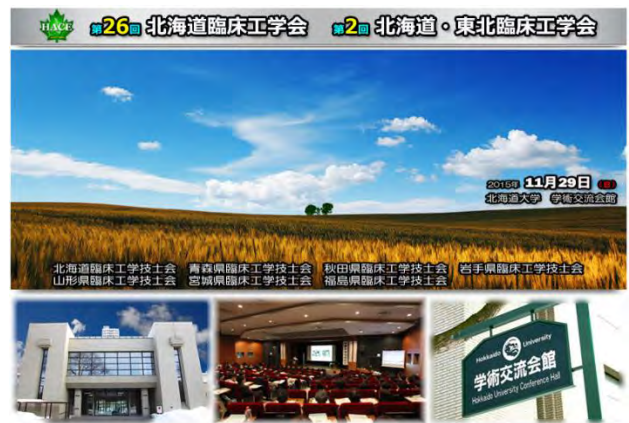 HACE 第26回 北海道臨床工学会 第2回 北海道・東北臨床工学会
2015年 11月29日(日)
北海道大学 学術交流会館
北海道臨床工学技士会 青森県臨床工学技士会 秋田県臨床工学技士会 岩手県臨床工学技士会
山形県臨床工学技士会 宮城県臨床工学技士会 福島県臨床工学技士会
Hokkaido University
学術交流会館
Hokkaido University Conference Hall